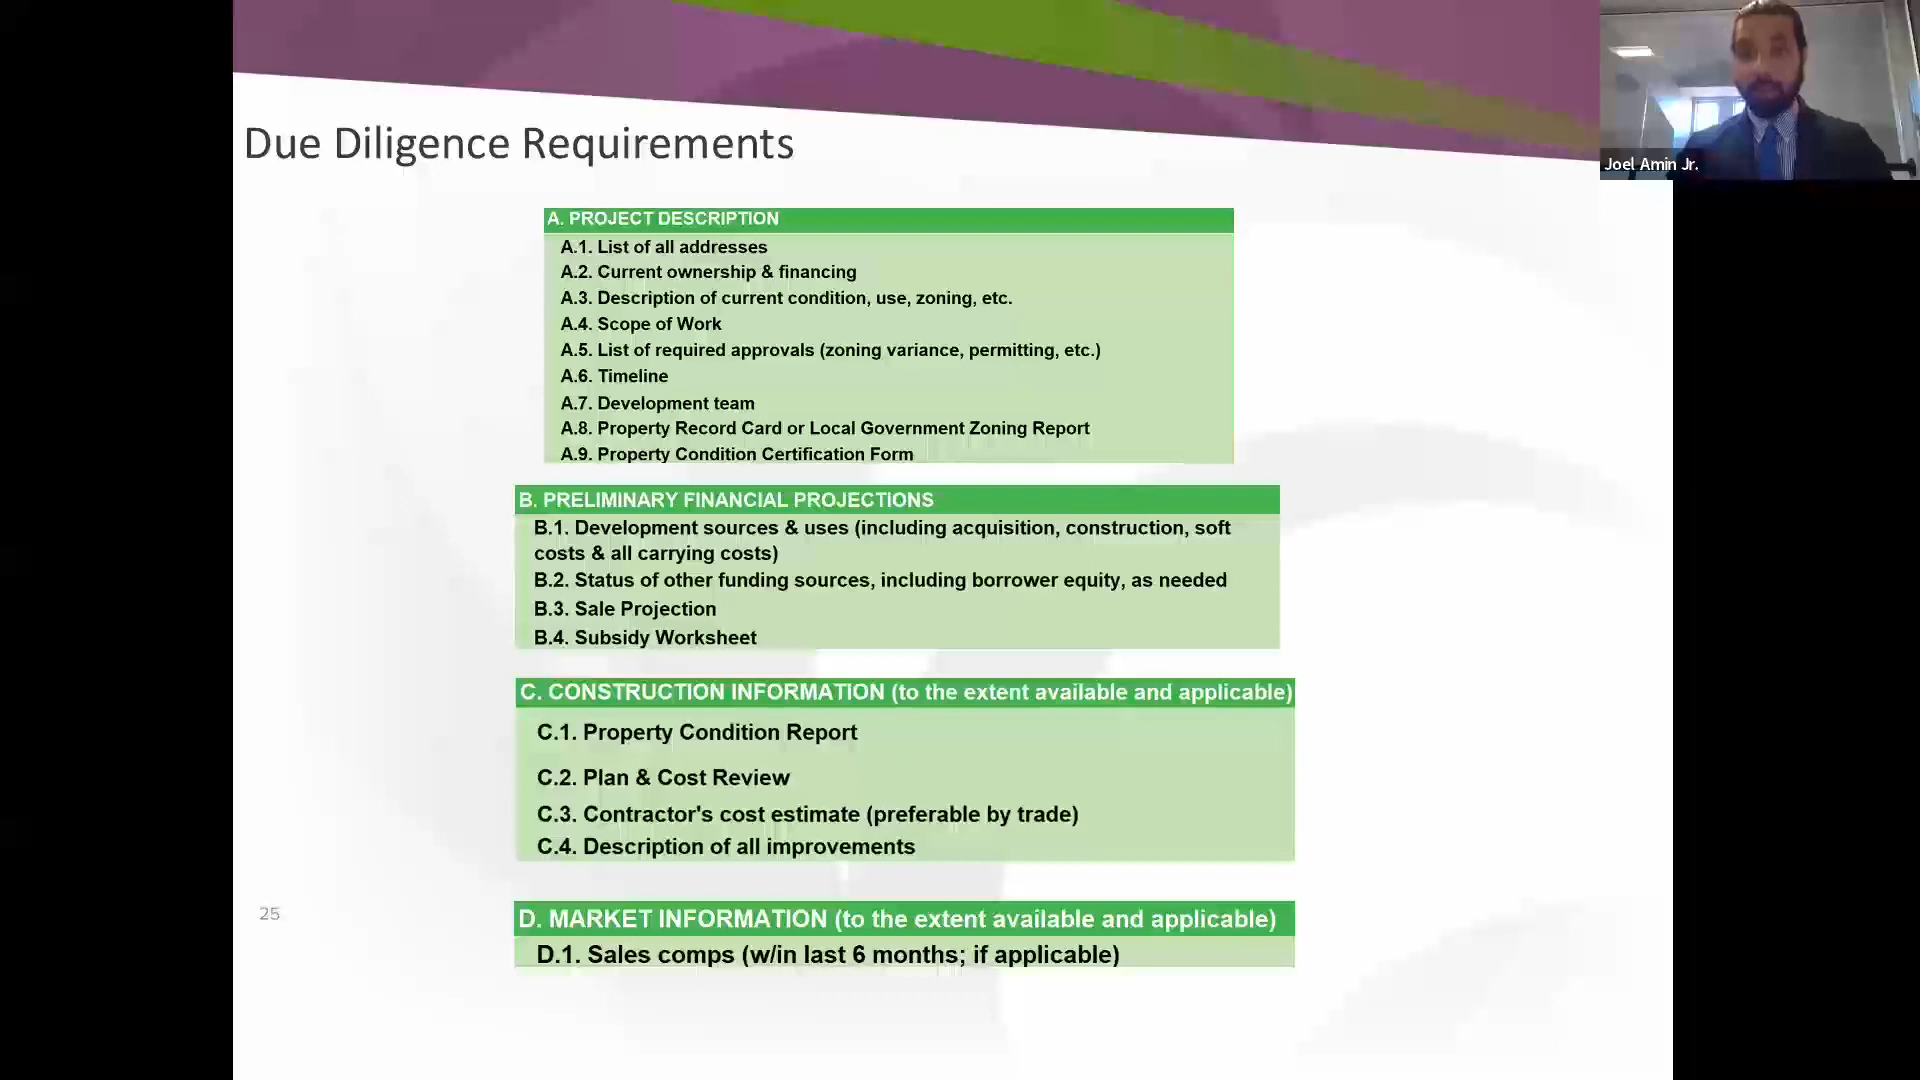 Joel Amin Jr.
Due Diligence Requirements
A. PROJECT DESCRIPTION
A.1. List of all addresses
A.2. Current ownership & financing
A.3. Description of current condition, use, zoning, etc.
A.4. Scope of Work
A.5. List of required approvals (zoning variance, permitting, etc.)
A.6. Timeline
A.7. Development team
A.8. Property Record Card or Local Government Zoning Report
A.9. Property Condition Certification Form
B. PRELIMINARY FINANCIAL PROJECTIONS
B.1. Development sources & uses (including acquisition, construction, soft
costs & all carrying costs)
B.2. Status of other funding sources, including borrower equity, as needed
B.3. Sale Projection
B.4. Subsidy Worksheet
C. CONSTRUCTION INFORMATION (to the extent available and applicable)
C.1. Property Condition Report
C.2. Plan & Cost Review
C.3. Contractor's cost estimate (preferable by trade)
C.4. Description of all improvements
25
D. MARKET INFORMATION (to the extent available and applicable)
D.1. Sales comps (w/in last 6 months; if applicable)